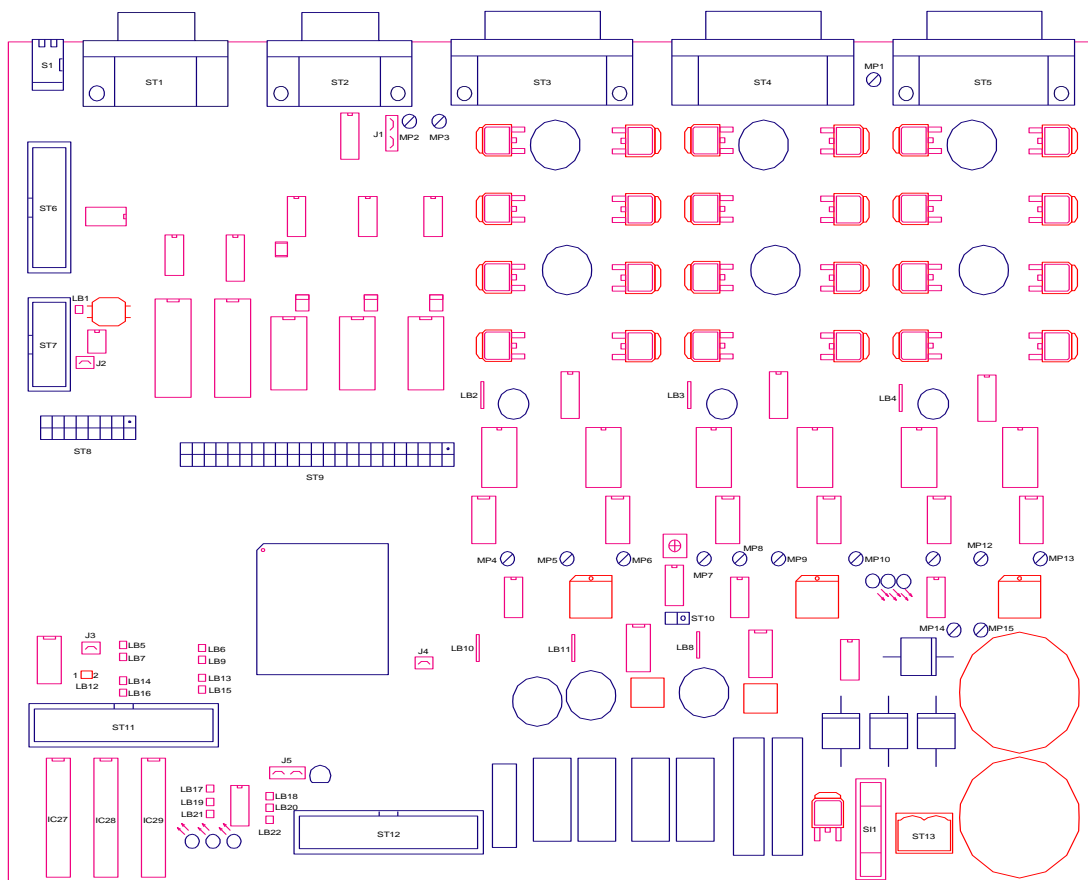 S1
ST1
ST2
ST3
ST4
MP1
ST5
J1
MP2
MP3
ST6
LB1
ST7
J2
LB2
LB3
LB4
ST8
ST9
MP4
MP5
MP6
MP7
MP8
MP9
MP10
MP12
MP13
ST10
MP14
MP15
J3
LB5
LB7
LB6
LB9
J4
LB10
LB11
LB8
1
2
LB12
LB14
LB16
LB13
LB15
ST11
J5
LB17
LB19
LB21
LB18
LB20
LB22
IC27
IC28
IC29
ST12
SI1
ST13